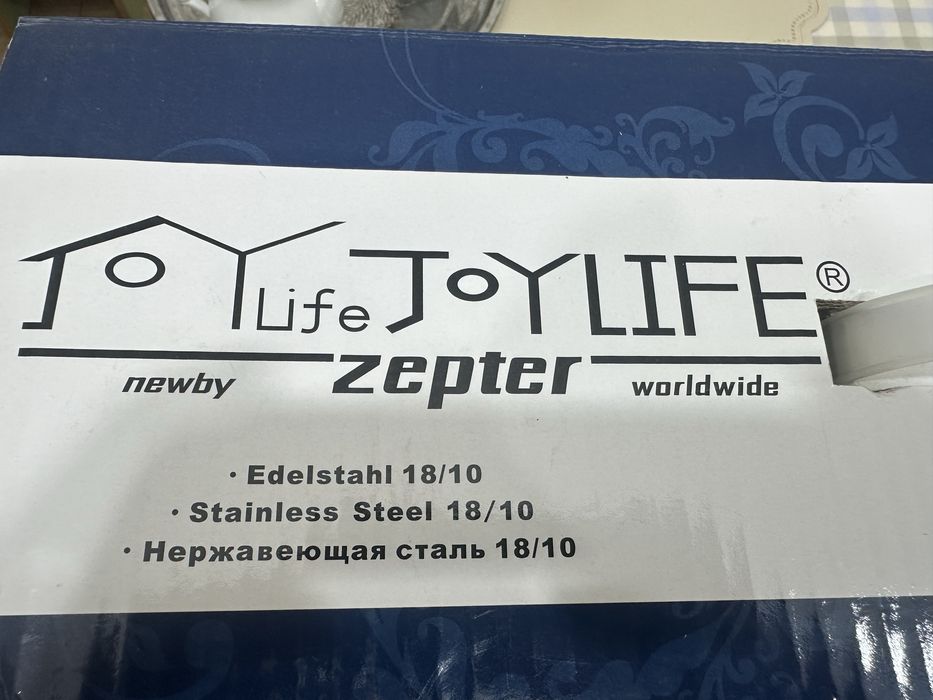 JOY Life JOYLIFE®
newby zepter worldwide
· Edelstahl 18/10
· Stainless Steel 18/10
· Нержавеющая сталь 18/10